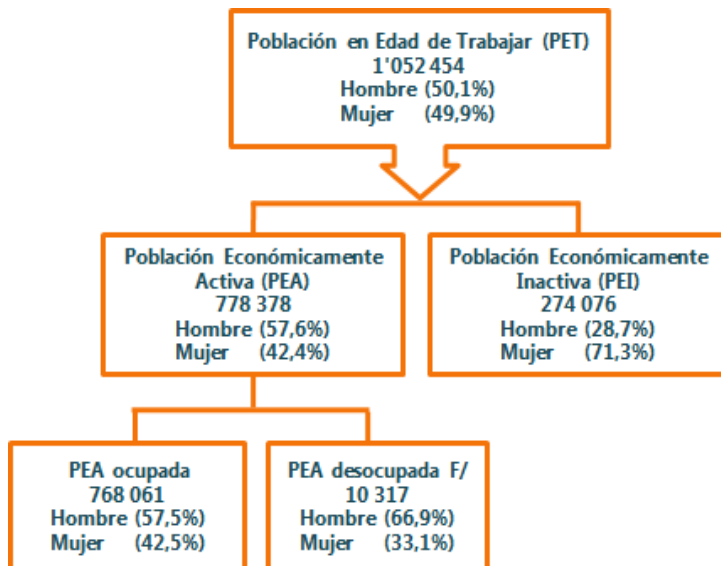 Población en Edad de Trabajar (PET)
1'052 454
Hombre (50,1%)
Mujer (49,9%)
Población Económicamente
Activa (PEA)
778 378
Hombre (57,6%)
Mujer (42,4%)
Población Económicamente
Inactiva (PEI)
274 076
Hombre (28,7%)
Mujer (71,3%)
PEA ocupada
768 061
Hombre (57,5%)
Mujer (42,5%)
PEA desocupada F/
10 317
Hombre (66,9%)
Mujer (33,1%)